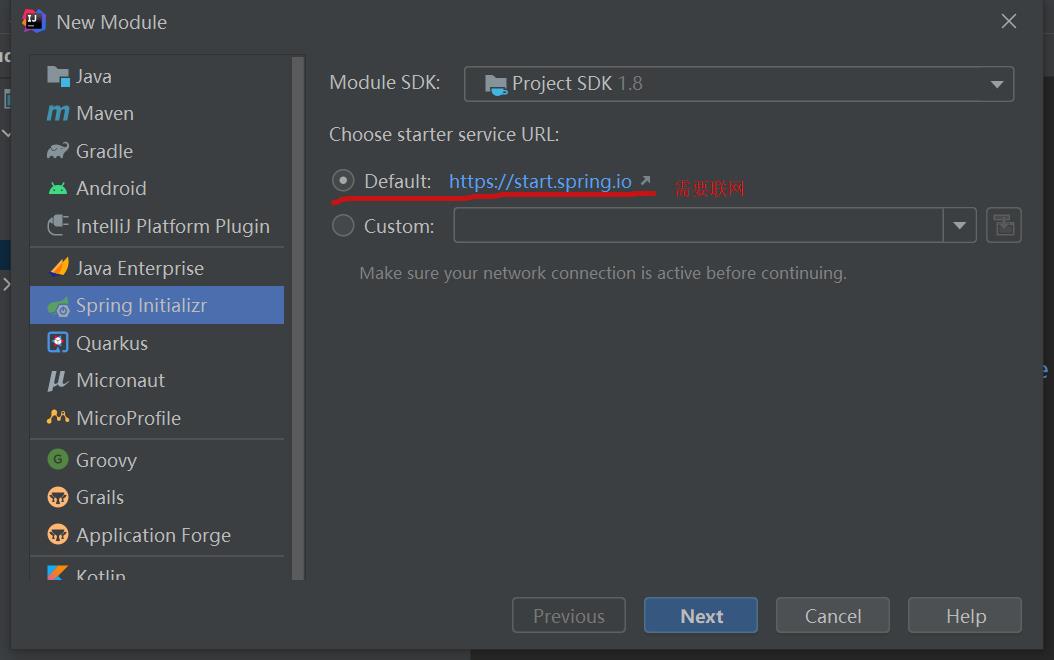 New Module
Java
Maven
Gradle
Android
IntelliJ Platform Plugin
Java Enterprise
Spring Initializr
Quarkus
Micronaut
MicroProfile
Groovy
Grails
Application Forge
Kotlin
Module SDK: Project SDK 1.8
Choose starter service URL:
Default: https://start.spring.io 需要联网
Custom:
Make sure your network connection is active before continuing.
Previous Next Cancel Help